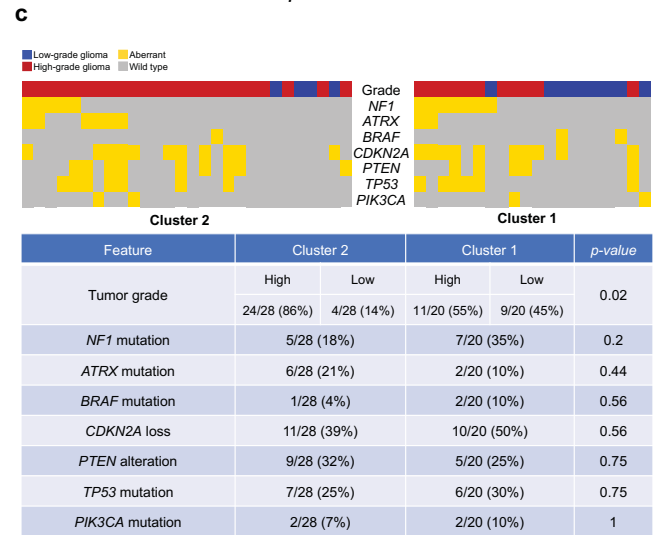 c
Low-grade glioma Aberrant
High-grade glioma Wild type
Grade
NF1
ATRX
BRAF
CDKN2A
PTEN
TP53
PIK3CA
Cluster 2 Cluster 1
Feature Cluster 2 Cluster 1 p-value
Tumor grade High Low High Low 0.02
24/28 (86%) 4/28 (14%) 11/20 (55%) 9/20 (45%)
NF1 mutation 5/28 (18%) 7/20 (35%) 0.2
ATRX mutation 6/28 (21%) 2/20 (10%) 0.44
BRAF mutation 1/28 (4%) 2/20 (10%) 0.56
CDKN2A loss 11/28 (39%) 10/20 (50%) 0.56
PTEN alteration 9/28 (32%) 5/20 (25%) 0.75
TP53 mutation 7/28 (25%) 6/20 (30%) 0.75
PIK3CA mutation 2/28 (7%) 2/20 (10%) 1